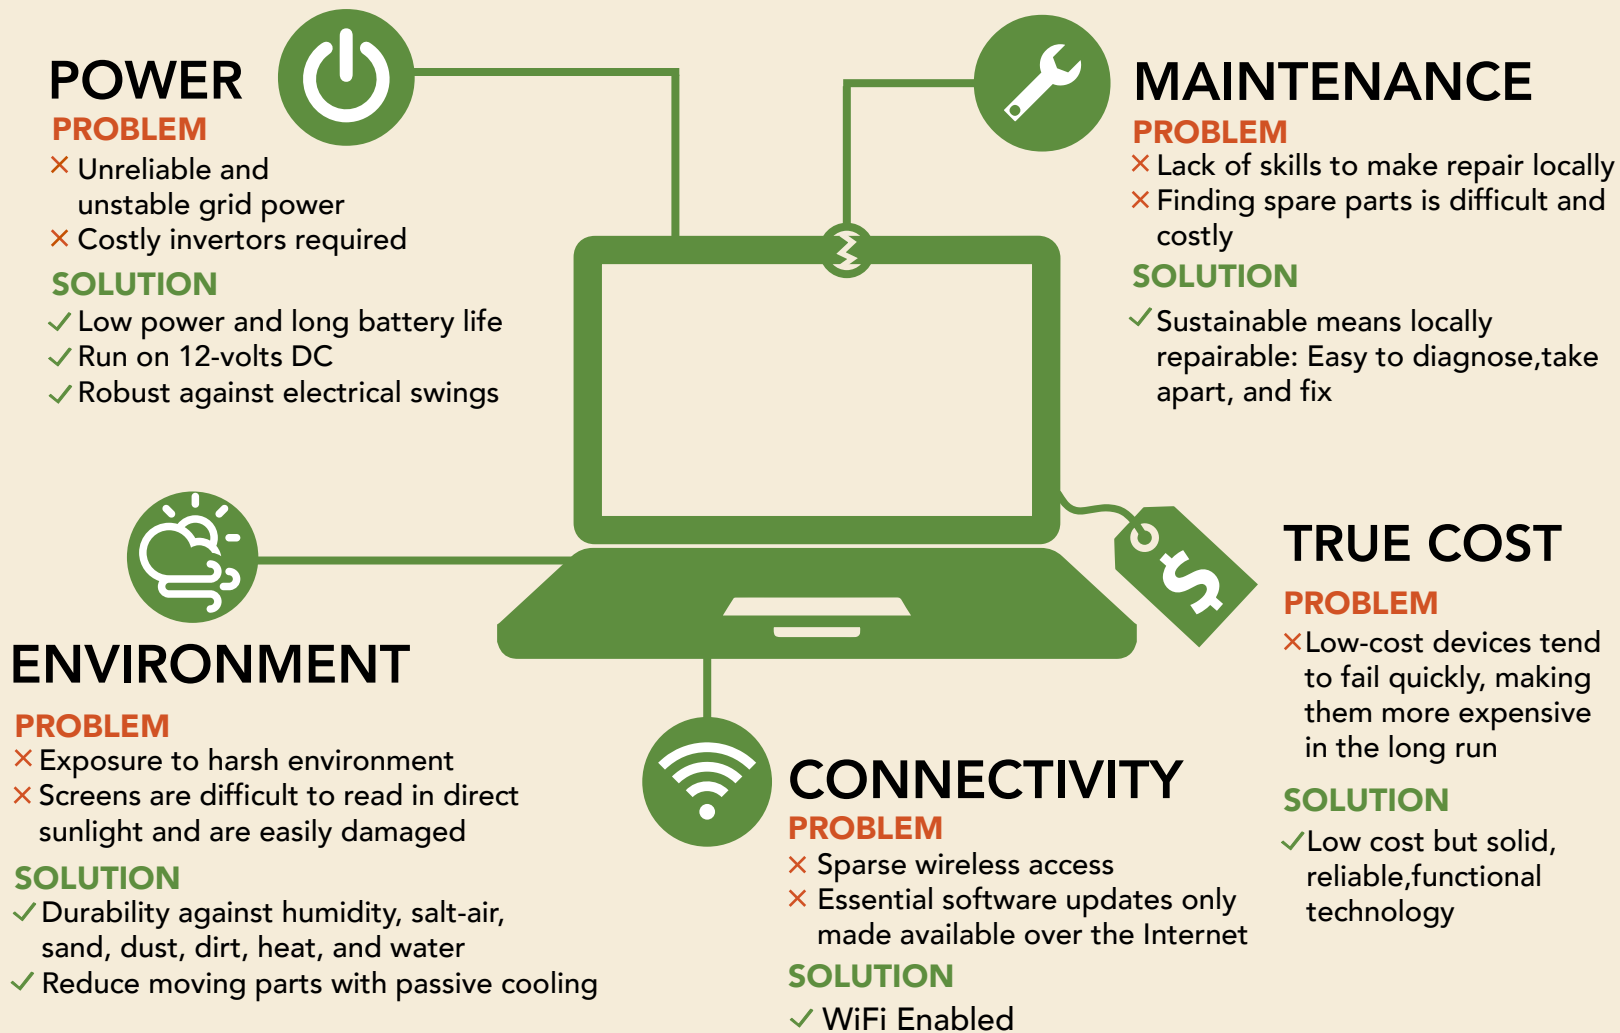 POWER
PROBLEM
× Unreliable and
unstable grid power
× Costly invertors required
SOLUTION
✓ Low power and long battery life
✓ Run on 12-volts DC
✓ Robust against electrical swings
MAINTENANCE
PROBLEM
× Lack of skills to make repair locally
× Finding spare parts is difficult and
costly
SOLUTION
✓ Sustainable means locally
repairable: Easy to diagnose,take
apart, and fix
ENVIRONMENT
PROBLEM
× Exposure to harsh environment
× Screens are difficult to read in direct
sunlight and are easily damaged
SOLUTION
✓ Durability against humidity, salt-air,
sand, dust, dirt, heat, and water
✓ Reduce moving parts with passive cooling
CONNECTIVITY
PROBLEM
× Sparse wireless access
× Essential software updates only
made available over the Internet
SOLUTION
✓ WiFi Enabled
$
TRUE COST
PROBLEM
× Low-cost devices tend
to fail quickly, making
them more expensive
in the long run
SOLUTION
✓ Low cost but solid,
reliable,functional
technology